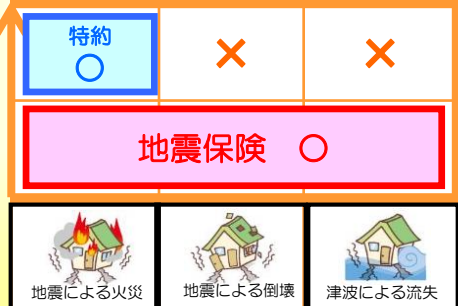 特約
○
× ×
地震保険 ○
地震による火災 地震による倒壊 津波による流失